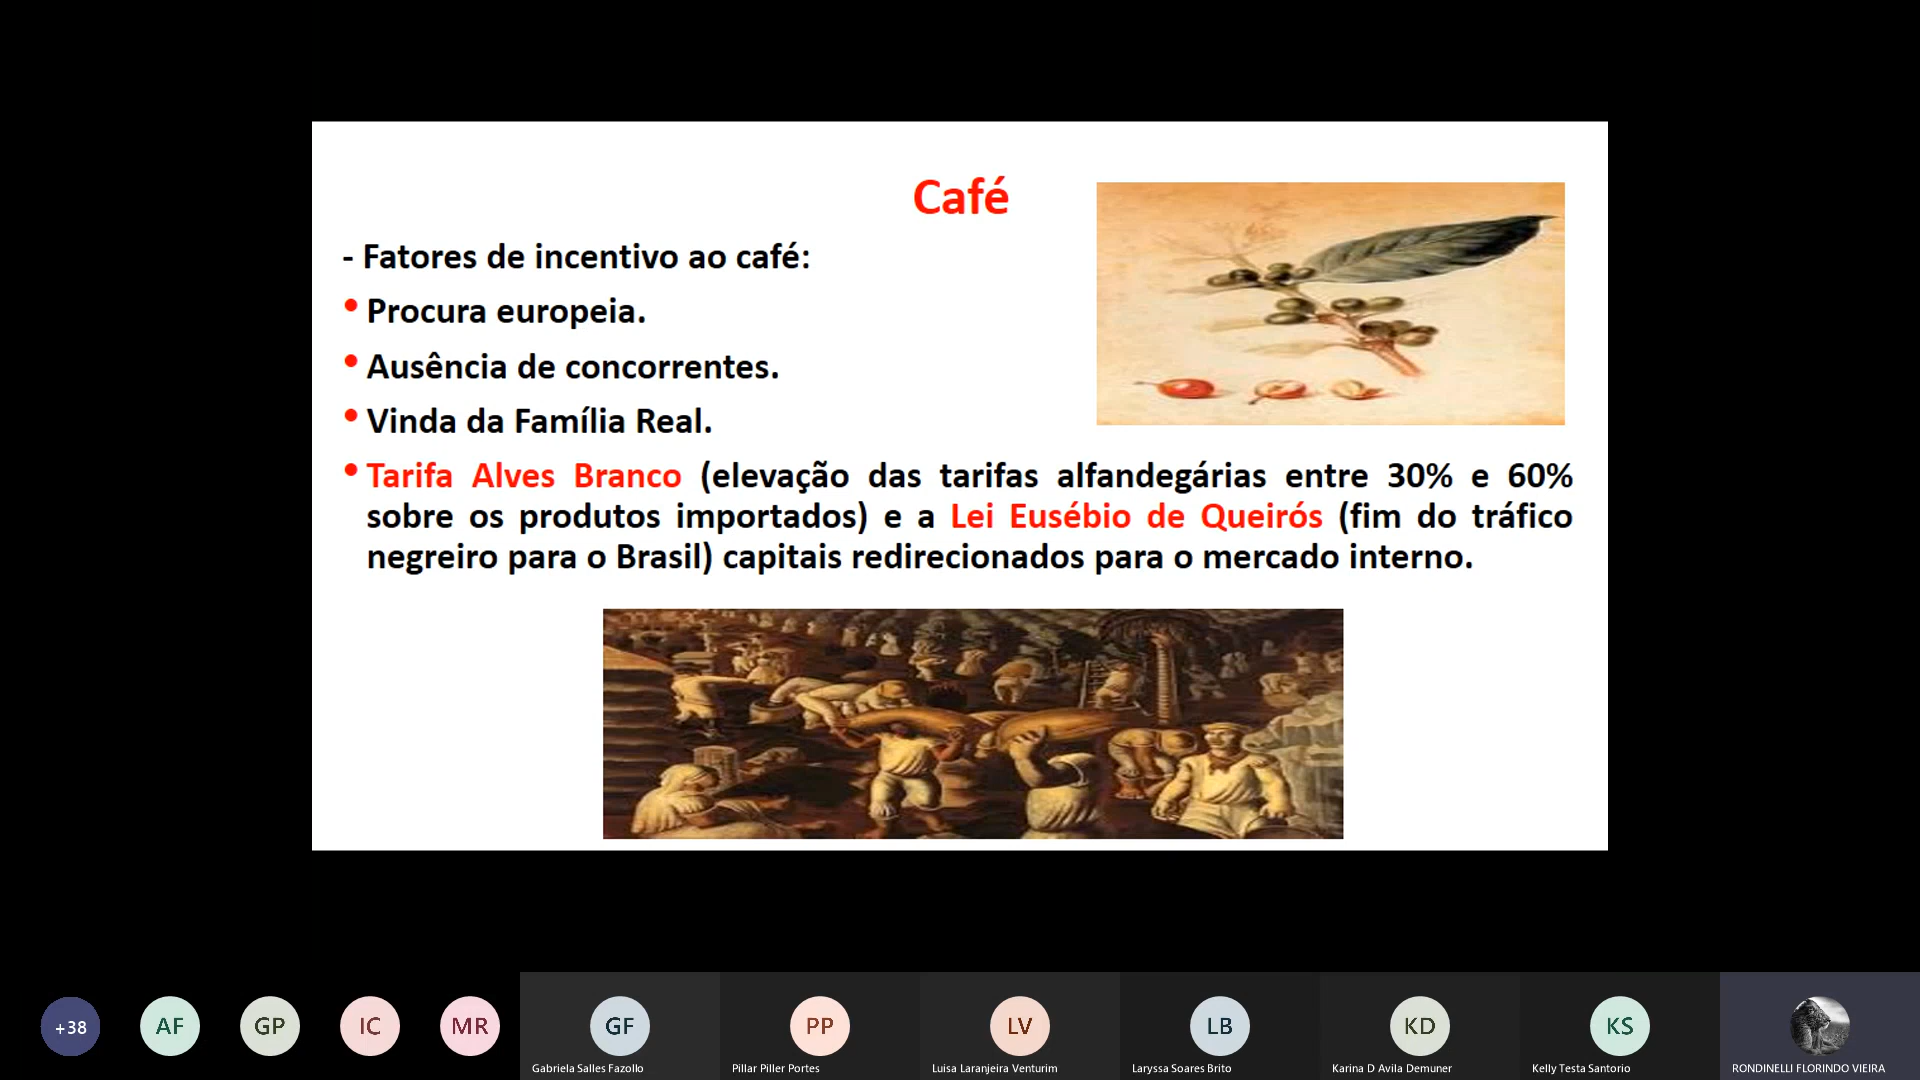 Café
- Fatores de incentivo ao café:
• Procura europeia.
• Ausência de concorrentes.
• Vinda da Família Real.
• Tarifa Alves Branco (elevação das tarifas alfandegárias entre 30% e 60%
sobre os produtos importados) e a Lei Eusébio de Queirós (fim do tráfico
negreiro para o Brasil) capitais redirecionados para o mercado interno.
+38 AF GP IC MR GF PP LV LB KD KS
Gabriela Salles Fazollo Pillar Piller Portes Luisa Laranjeira Venturim Laryssa Soares Brito Karina D Avila Demuner Kelly Testa Santorio RONDINELLI FLORINDO VIEIRA